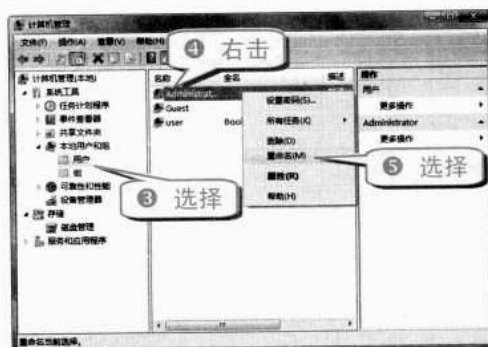 计算机管理
文件(F) 操作(A) 查看(V) 帮助(H)
④ 右击
计算机管理(本地)
系统工具
任务计划程序
事件查看器
共享文件夹
本地用户和组
用户
组
可靠性和性能
设备管理器
存储
磁盘管理
服务和应用程序
③ 选择
名称 全名 描述
Administrat...
Guest
user
设置密码(S)...
所有任务(K)
删除(D)
重命名(M)
属性(R)
帮助(H)
⑤ 选择
操作
用户
更多操作
Administrator
更多操作
重命名当前选择。